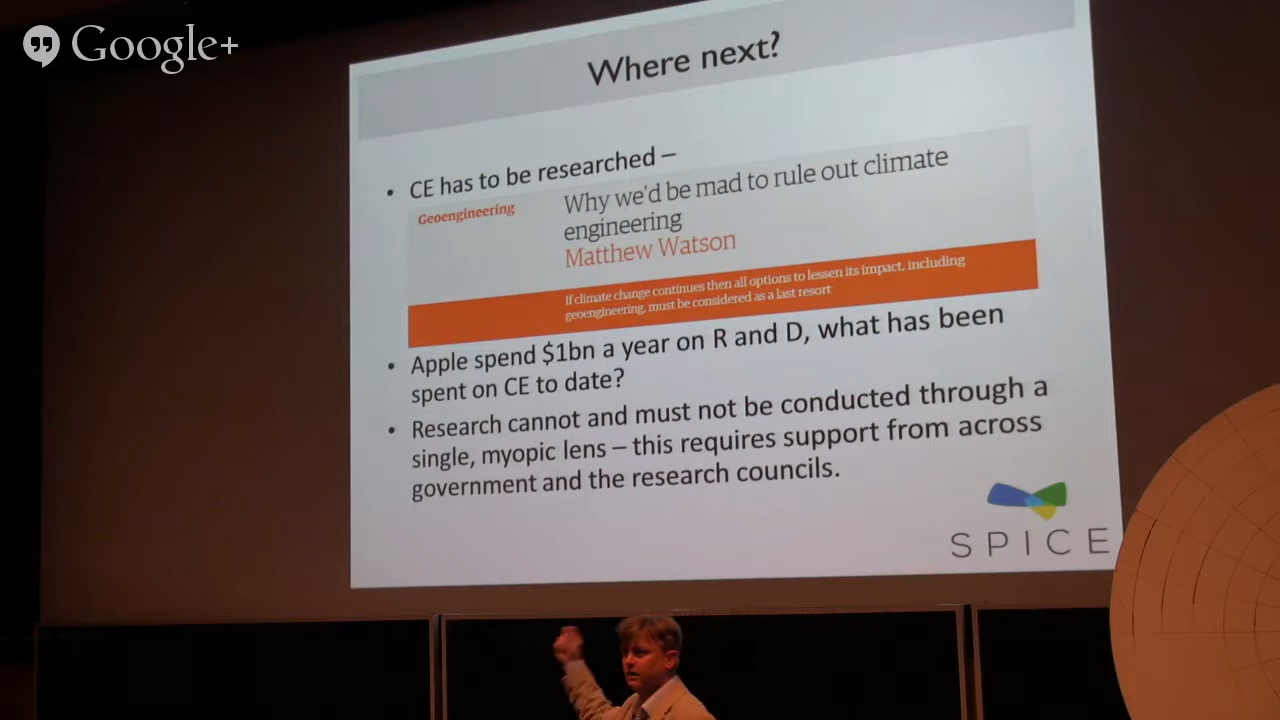 Google+
Where next?
• CE has to be researched –
Geoengineering
Why we'd be mad to rule out climate
engineering
Matthew Watson
If climate change continues then all options to lessen its impact, including
geoengineering, must be considered as a last resort
• Apple spend $1bn a year on R and D, what has been
spent on CE to date?
• Research cannot and must not be conducted through a
single, myopic lens – this requires support from across
government and the research councils.
SPICE